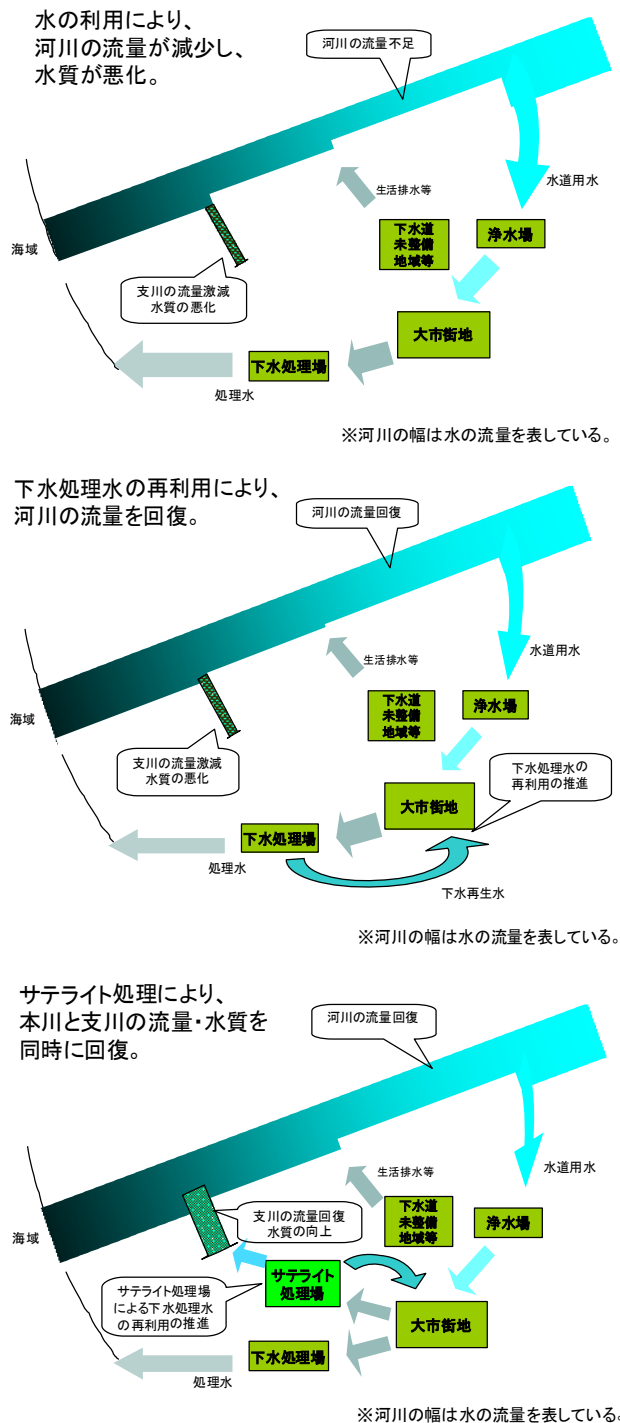 水の利用により、
河川の流量が減少し、
水質が悪化。
河川の流量不足
水道用水
生活排水等
下水道
未整備
地域等
浄水場
海域
支川の流量激減
水質の悪化
大市街地
下水処理場
処理水
※河川の幅は水の流量を表している。
下水処理水の再利用により、
河川の流量を回復。
河川の流量回復
水道用水
生活排水等
下水道
未整備
地域等
浄水場
海域
支川の流量激減
水質の悪化
下水処理水の
再利用の推進
大市街地
下水処理場
処理水
下水再生水
※河川の幅は水の流量を表している。
サテライト処理により、
本川と支川の流量・水質を
同時に回復。
河川の流量回復
水道用水
生活排水等
下水道
未整備
地域等
浄水場
海域
支川の流量回復
水質の向上
サテライト
処理場
サテライト処理場
による下水処理水
の再利用の推進
大市街地
下水処理場
処理水
※河川の幅は水の流量を表している。